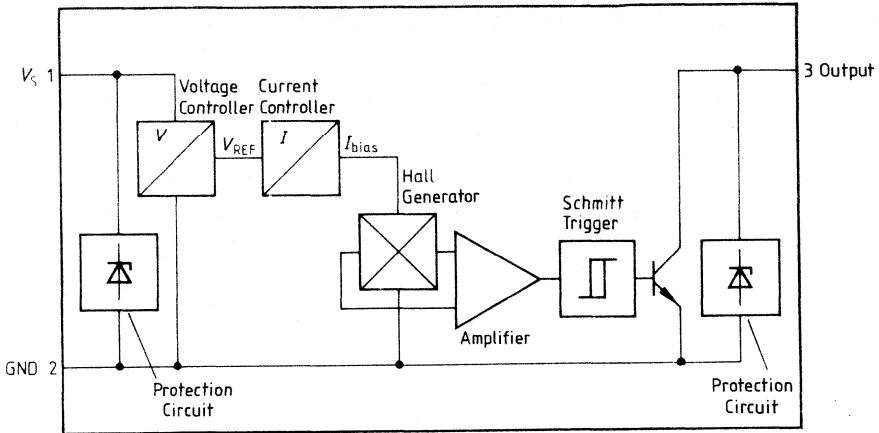 V_S 1
3 Output
Voltage Controller
Current Controller
V
V_REF
I
I_bias
Hall Generator
Schmitt Trigger
Amplifier
GND 2
Protection Circuit
Protection Circuit